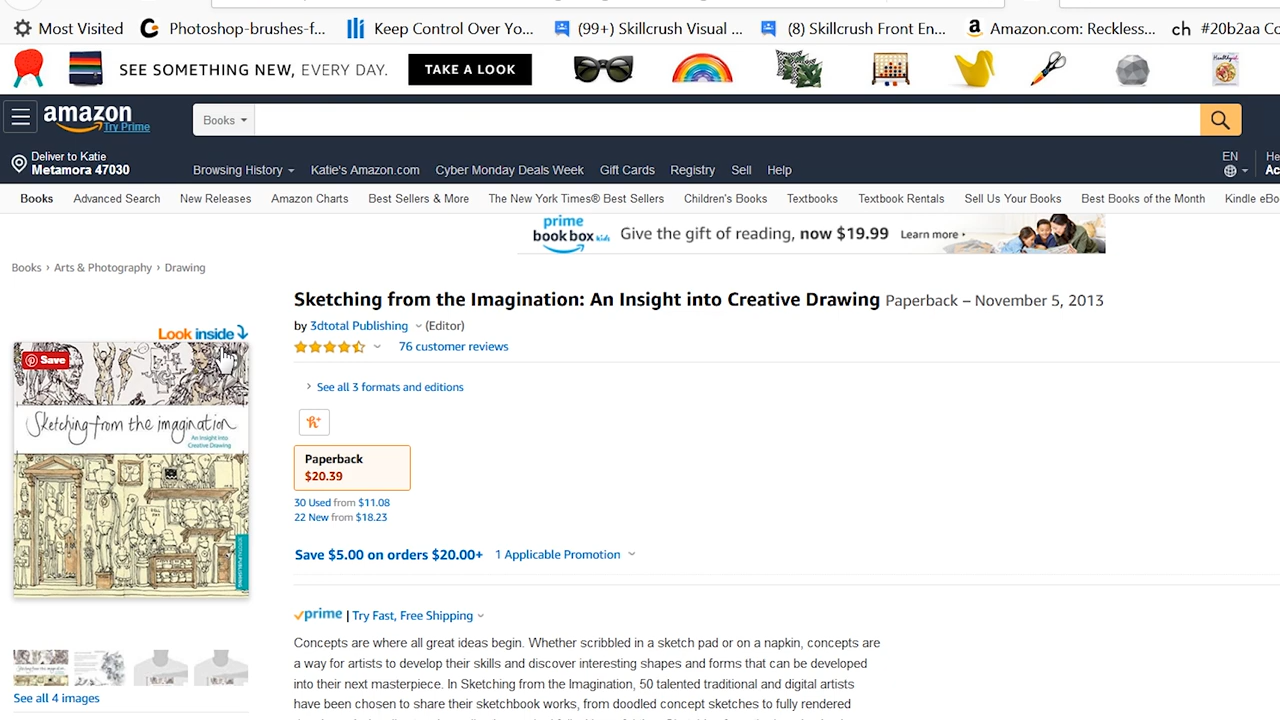 Most Visited Photoshop-brushes-f... Keep Control Over Yo... (99+) Skillcrush Visual ... (8) Skillcrush Front En... Amazon.com: Reckless... ch #20b2aa Co
SEE SOMETHING NEW, EVERY DAY. TAKE A LOOK
amazon
Try Prime
Books
Deliver to Katie
Metamora 47030
Browsing History Katie's Amazon.com Cyber Monday Deals Week Gift Cards Registry Sell Help
EN
Books Advanced Search New Releases Amazon Charts Best Sellers & More The New York Times® Best Sellers Children's Books Textbooks Textbook Rentals Sell Us Your Books Best Books of the Month Kindle eBo
prime
book box kids Give the gift of reading, now $19.99 Learn more
Books › Arts & Photography › Drawing
Sketching from the Imagination: An Insight into Creative Drawing Paperback – November 5, 2013
by 3dtotal Publishing (Editor)
76 customer reviews
See all 3 formats and editions
Paperback
$20.39
30 Used from $11.08
22 New from $18.23
Save $5.00 on orders $20.00+ 1 Applicable Promotion
prime | Try Fast, Free Shipping
Concepts are where all great ideas begin. Whether scribbled in a sketch pad or on a napkin, concepts are
a way for artists to develop their skills and discover interesting shapes and forms that can be developed
into their next masterpiece. In Sketching from the Imagination, 50 talented traditional and digital artists
have been chosen to share their sketchbook works, from doodled concept sketches to fully rendered
Look inside
Save
Sketching from the imagination
An Insight into
Creative Drawing
3DTOTALPUBLISHING
See all 4 images